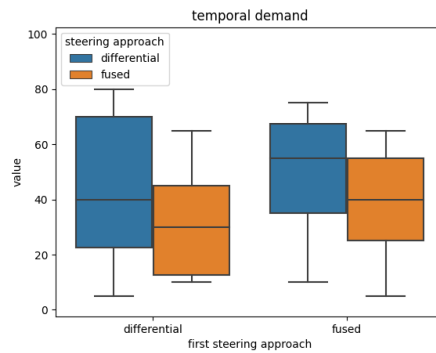 temporal demand
100
80
60
40
20
0
value
steering approach
differential
fused
differential
fused
first steering approach